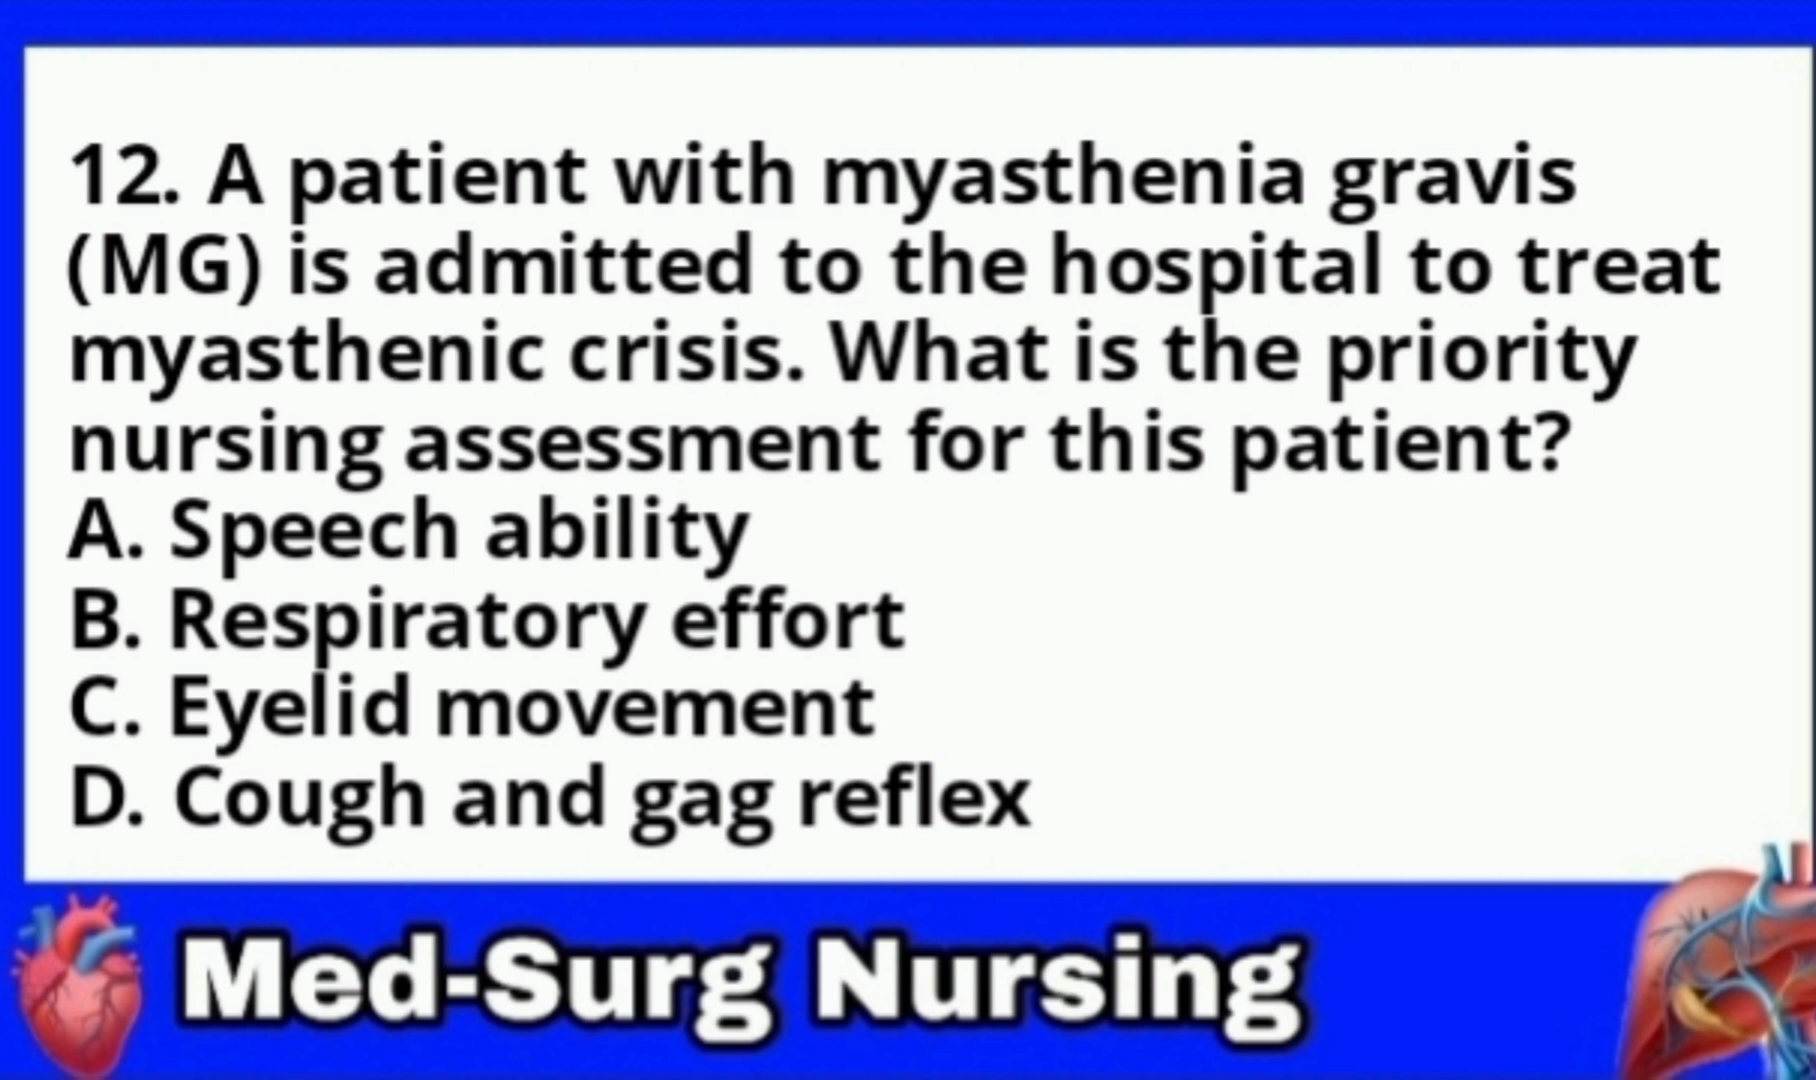 12. A patient with myasthenia gravis
(MG) is admitted to the hospital to treat
myasthenic crisis. What is the priority
nursing assessment for this patient?
A. Speech ability
B. Respiratory effort
C. Eyelid movement
D. Cough and gag reflex
Med-Surg Nursing